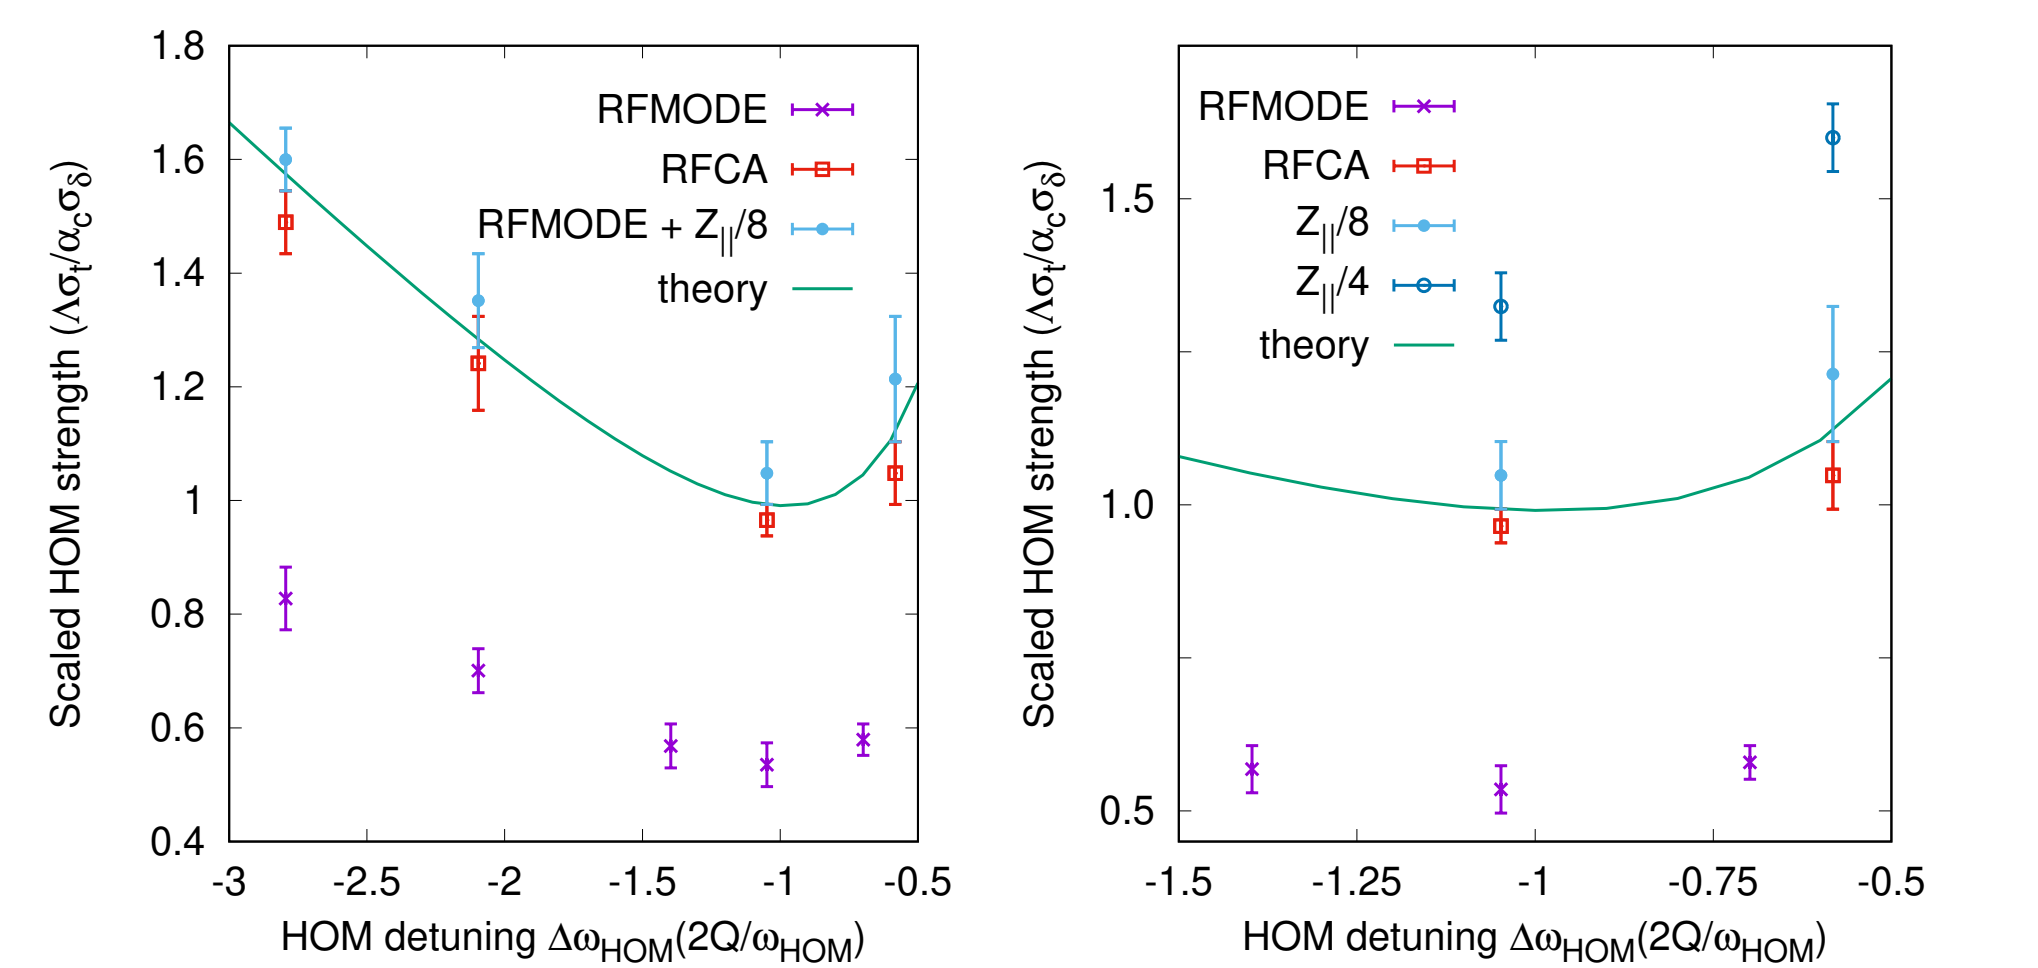 Scaled HOM strength (Λσt/αcσδ)
1.8
1.6
1.4
1.2
1
0.8
0.6
0.4
-3
-2.5
-2
-1.5
-1
-0.5
HOM detuning ΔωHOM(2Q/ωHOM)
RFMODE
RFCA
RFMODE + Z||/8
theory
Scaled HOM strength (Λσt/αcσδ)
1.5
1.0
0.5
-1.5
-1.25
-1
-0.75
-0.5
HOM detuning ΔωHOM(2Q/ωHOM)
RFMODE
RFCA
Z||/8
Z||/4
theory